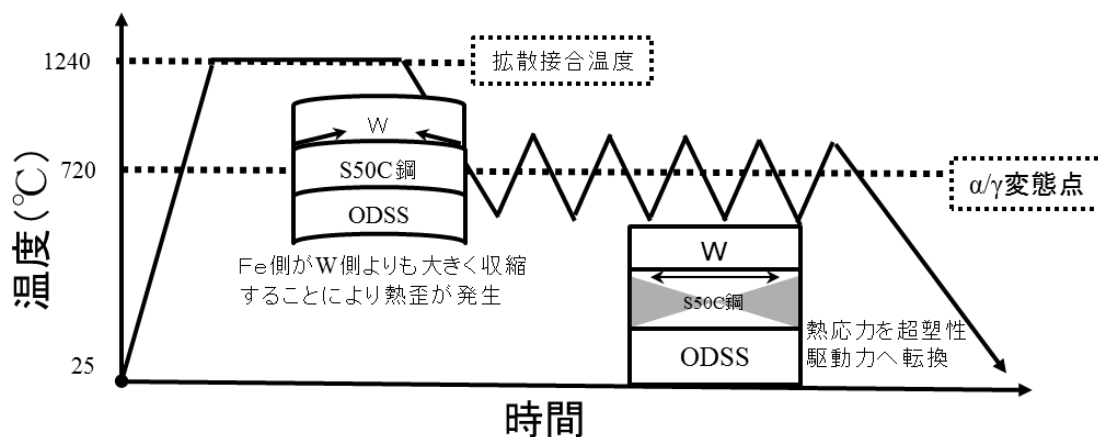 1240
拡散接合温度
W
S50C鋼
720
α/γ変態点
ODSS
Fe側がW側よりも大きく収縮
することにより熱歪が発生
W
S50C鋼
ODSS
熱応力を超塑性
駆動力へ転換
温度(℃)
25
時間